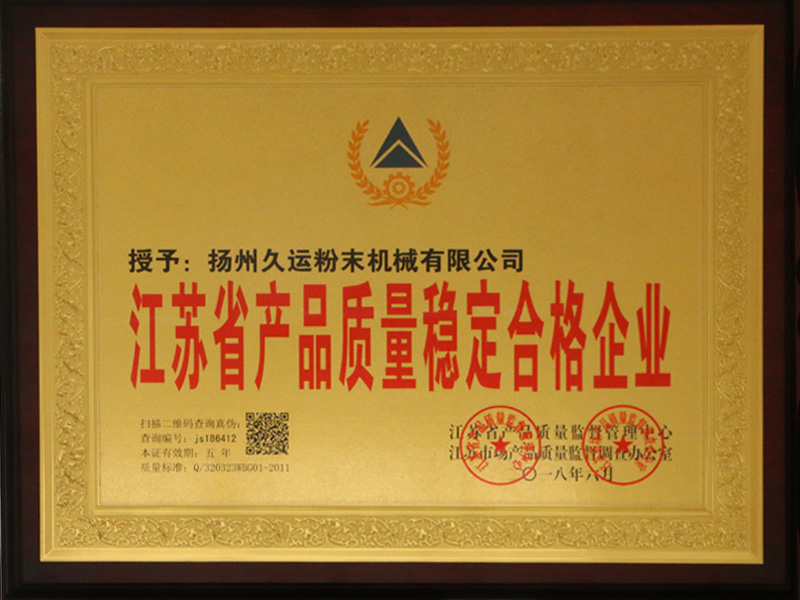 授予：扬州久运粉末机械有限公司
江苏省产品质量稳定合格企业
扫描二维码查询真伪：
查询编号：js186412
本证有效期：五 年
质量标准：Q/320323WBG01-2011
江苏省产品质量监督管理中心
江苏市场产品质量监督调查办公室
二〇一八年六月